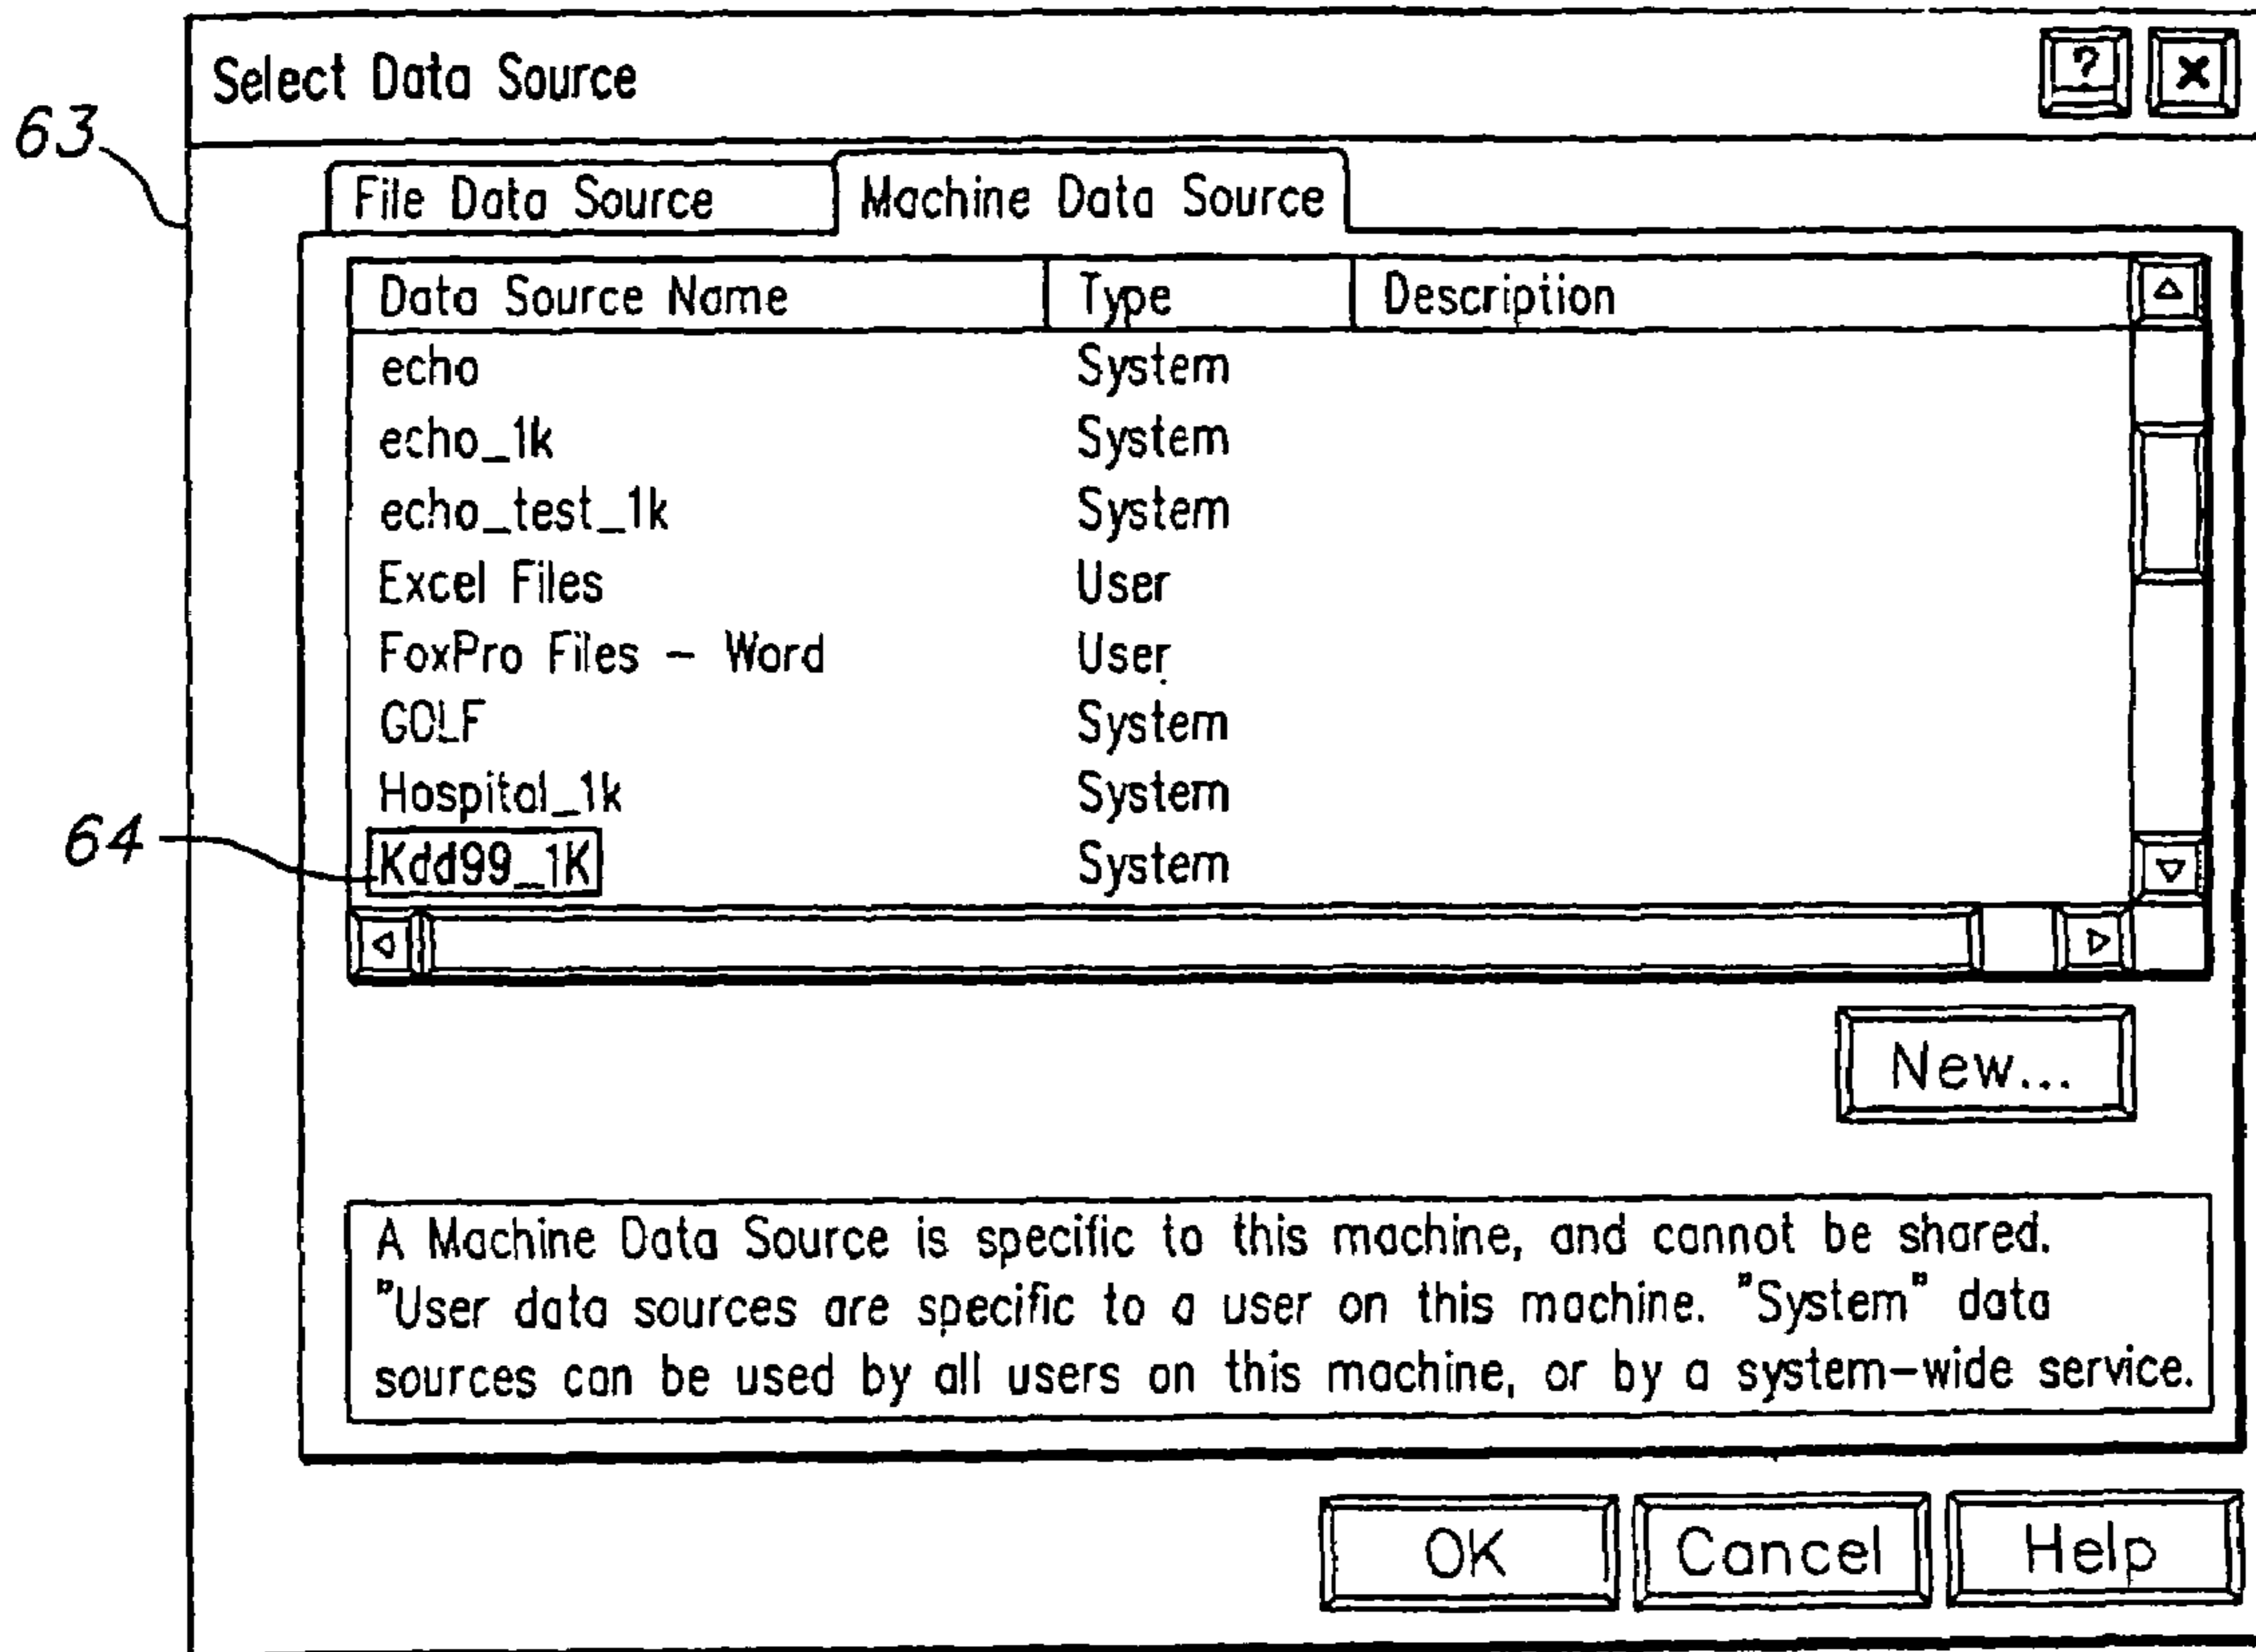 Select Data Source ? x
63
File Data Source Machine Data Source
Data Source Name Type Description
echo System
echo_1k System
echo_test_1k System
Excel Files User
FoxPro Files – Word User
GOLF System
Hospital_1k System
64 Kdd99_1K System
New...
A Machine Data Source is specific to this machine, and cannot be shared.
"User data sources are specific to a user on this machine. "System" data
sources can be used by all users on this machine, or by a system-wide service.
OK Cancel Help